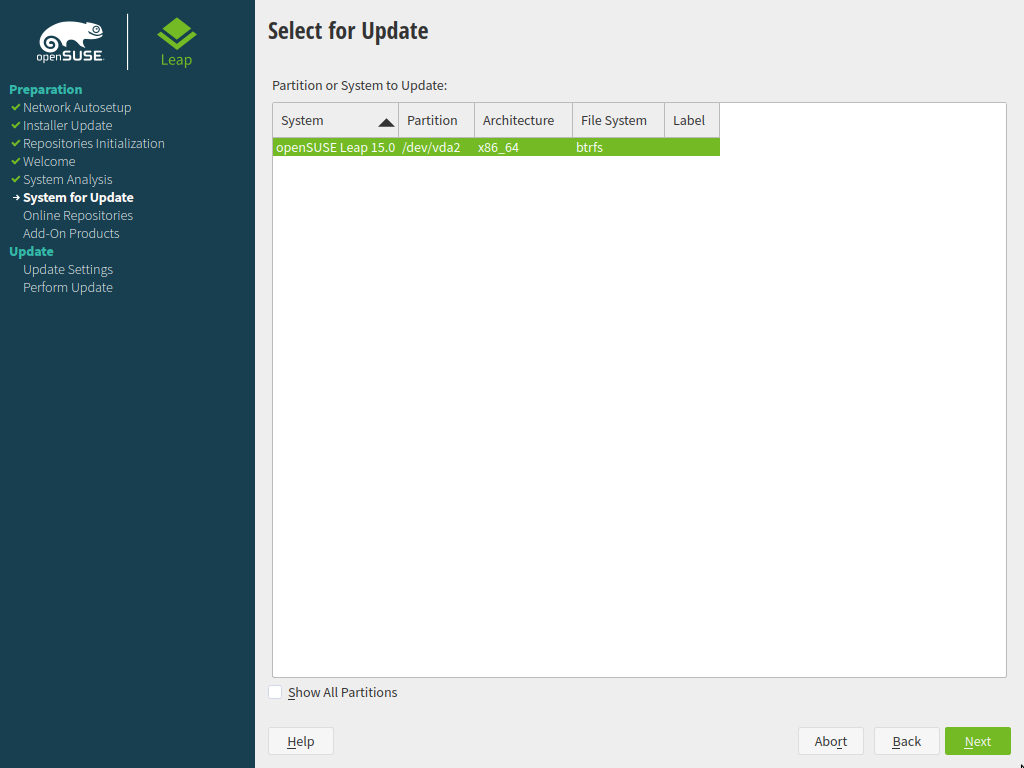 openSUSE
Leap
Preparation
Network Autosetup
Installer Update
Repositories Initialization
Welcome
System Analysis
System for Update
Online Repositories
Add-On Products
Update
Update Settings
Perform Update
Select for Update
Partition or System to Update:
System Partition Architecture File System Label
openSUSE Leap 15.0 /dev/vda2 x86_64 btrfs
Show All Partitions
Help Abort Back Next